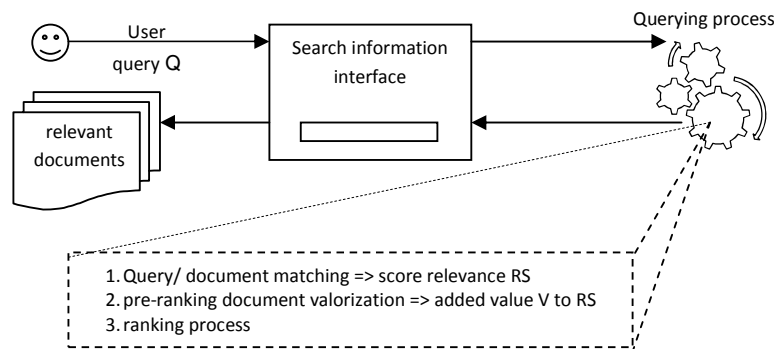 Querying process
User
query Q
Search information
interface
relevant
documents
1. Query/ document matching => score relevance RS
2. pre-ranking document valorization => added value V to RS
3. ranking process